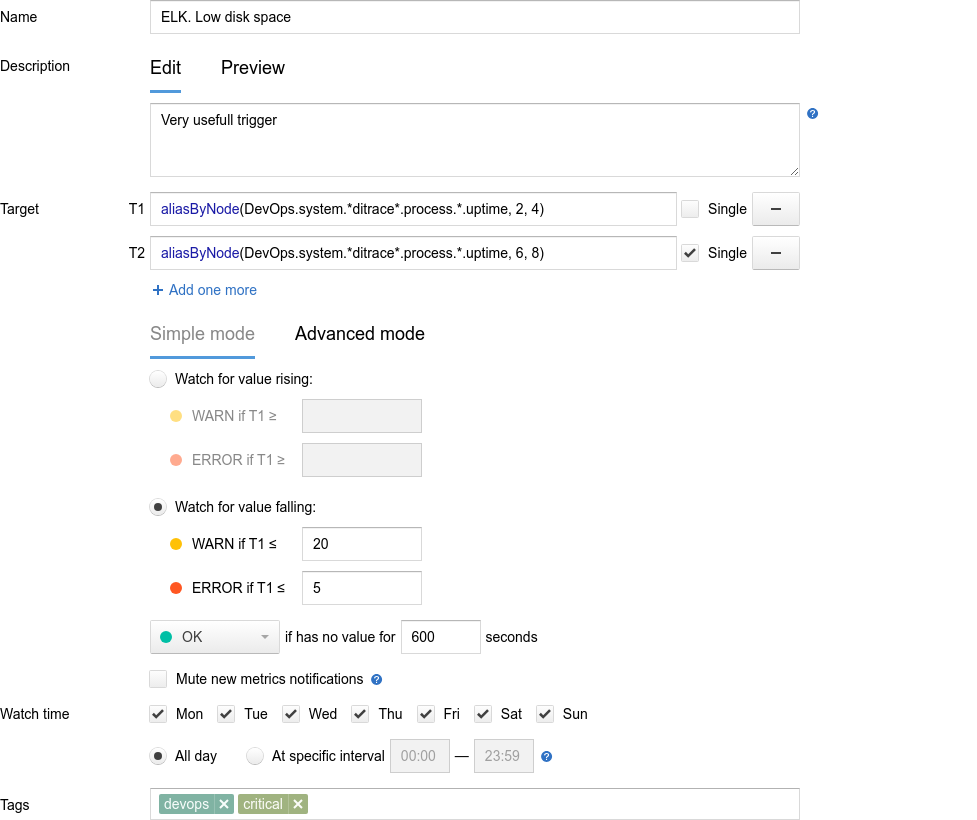 Name ELK. Low disk space
Description Edit Preview
Very usefull trigger ?
Target T1 aliasByNode(DevOps.system.*ditrace*.process.*.uptime, 2, 4) Single
T2 aliasByNode(DevOps.system.*ditrace*.process.*.uptime, 6, 8) Single
+ Add one more
Simple mode Advanced mode
Watch for value rising:
WARN if T1 ≥
ERROR if T1 ≥
Watch for value falling:
WARN if T1 ≤ 20
ERROR if T1 ≤ 5
OK if has no value for 600 seconds
Mute new metrics notifications ?
Watch time Mon Tue Wed Thu Fri Sat Sun
All day At specific interval 00:00 — 23:59 ?
Tags devops × critical ×